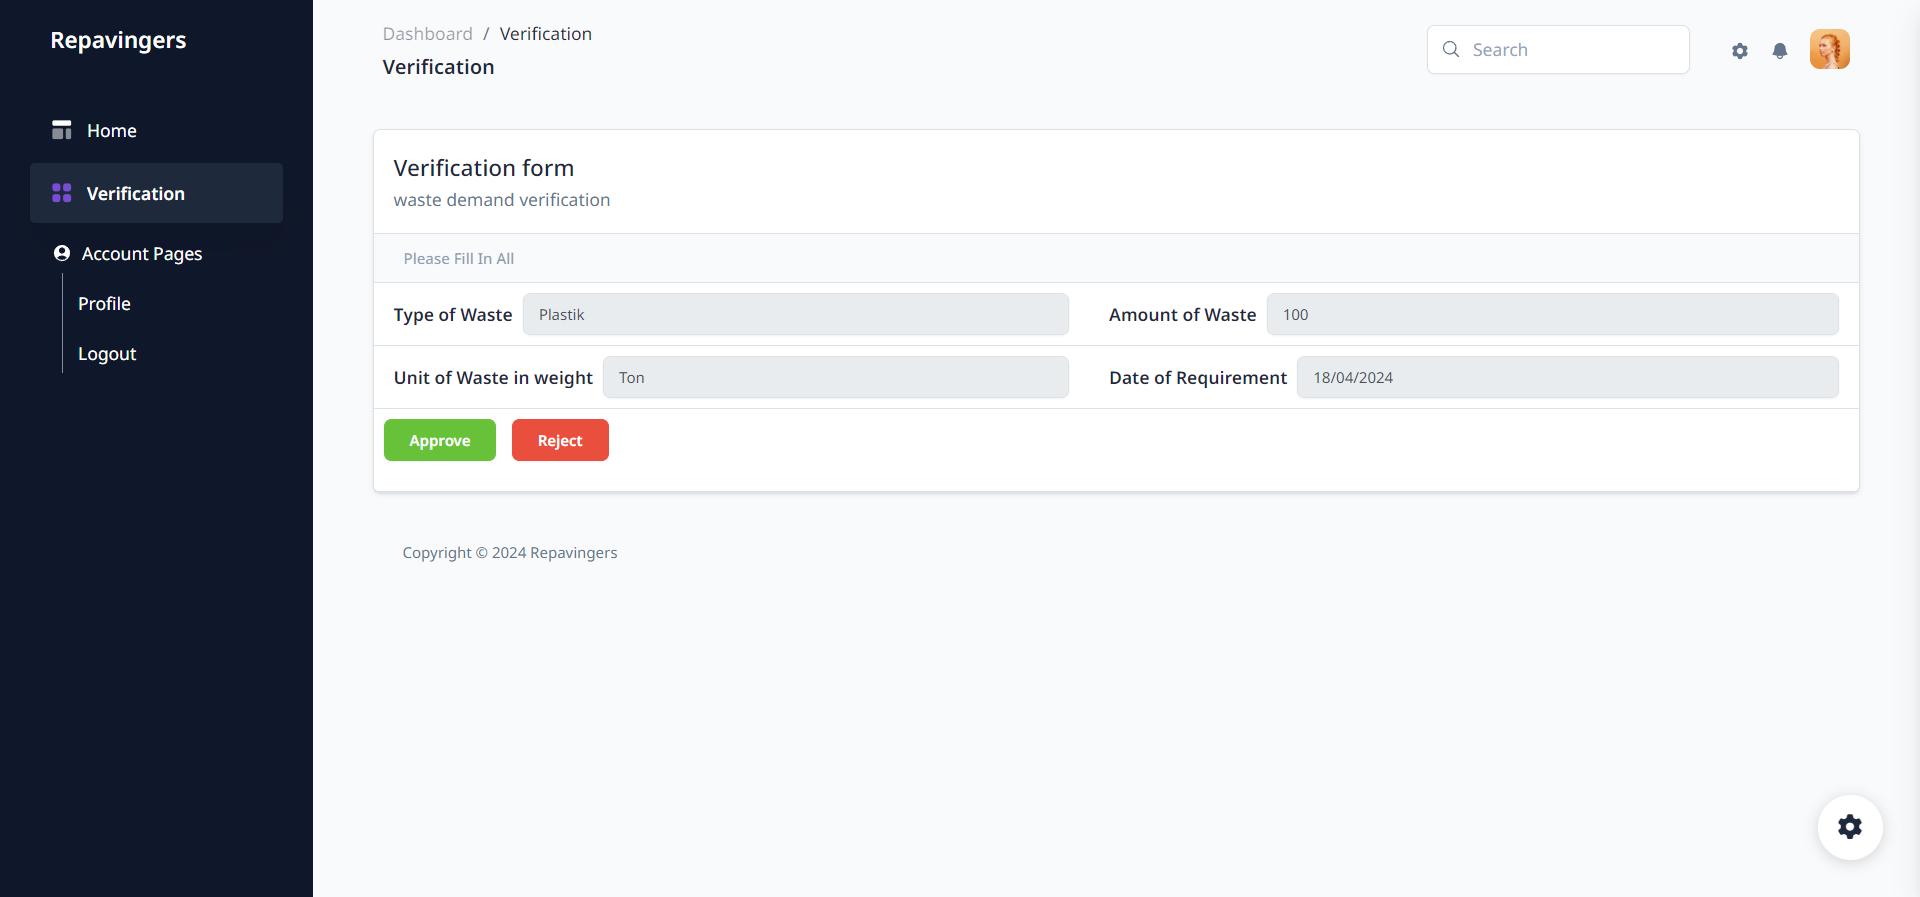 Repavingers
Home
Verification
Account Pages
Profile
Logout
Dashboard / Verification
Verification
Search
Verification form
waste demand verification
Please Fill In All
Type of Waste Plastik Amount of Waste 100
Unit of Waste in weight Ton Date of Requirement 18/04/2024
Approve Reject
Copyright © 2024 Repavingers